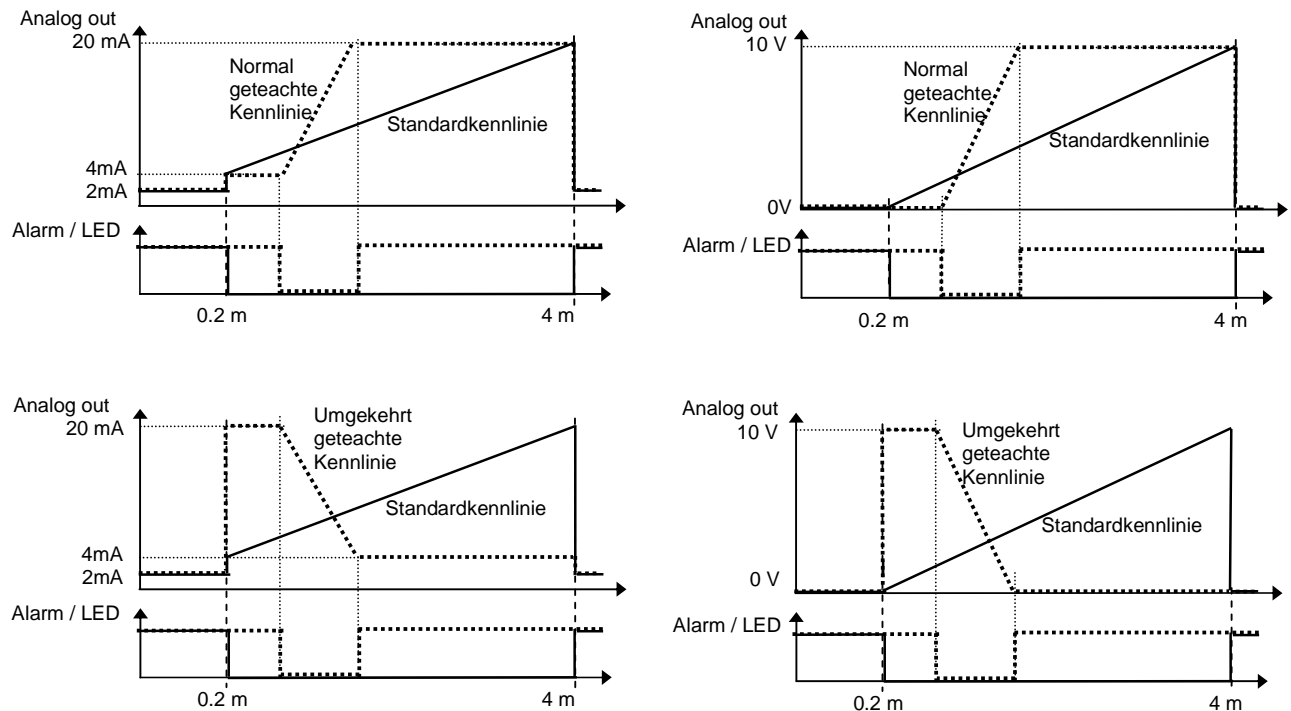 Analog out
20 mA
Normal
geteachte
Kennlinie
Standardkennlinie
4mA
2mA
Alarm / LED
0.2 m
4 m
Analog out
10 V
Normal
geteachte
Kennlinie
Standardkennlinie
0V
Alarm / LED
0.2 m
4 m
Analog out
20 mA
Umgekehrt
geteachte
Kennlinie
Standardkennlinie
4mA
2mA
Alarm / LED
0.2 m
4 m
Analog out
10 V
Umgekehrt
geteachte
Kennlinie
Standardkennlinie
0 V
Alarm / LED
0.2 m
4 m